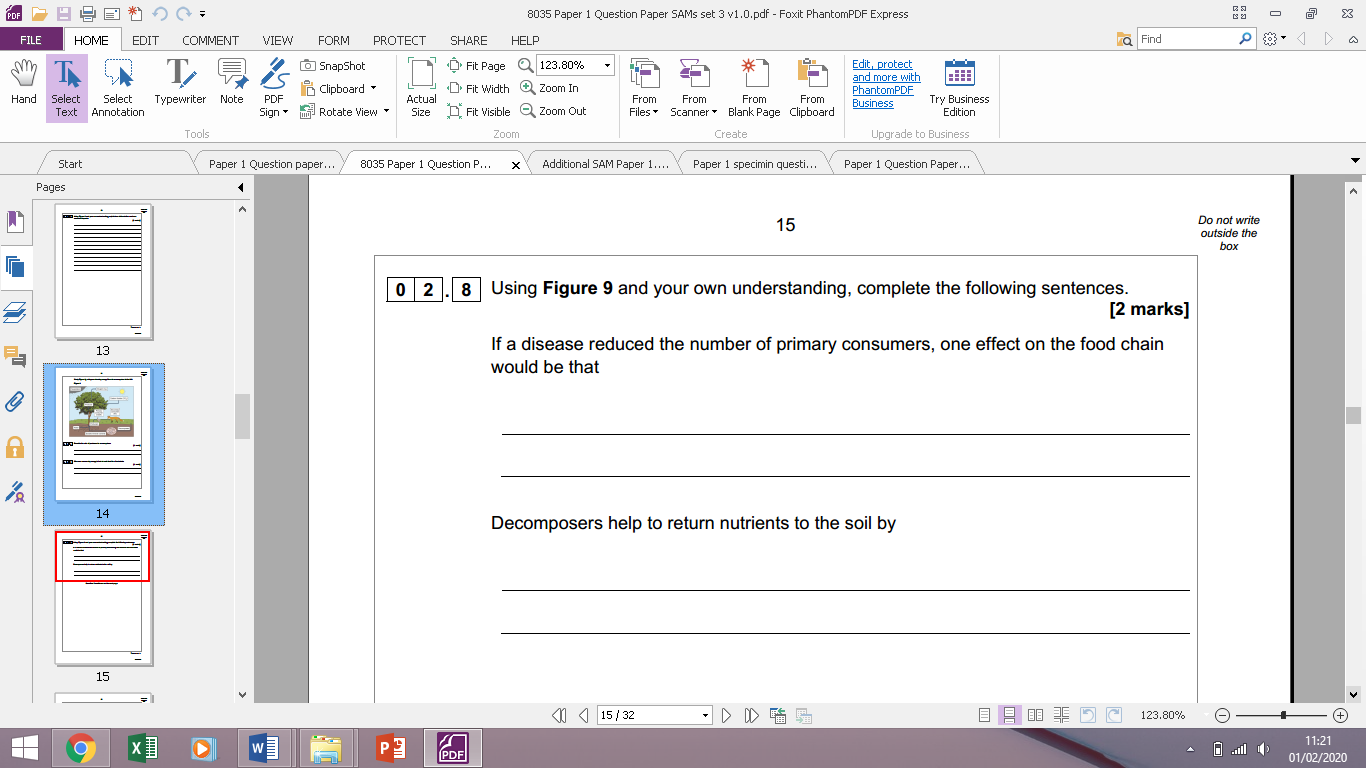 8035 Paper 1 Question Paper SAMs set 3 v1.0.pdf - Foxit PhantomPDF Express
FILE HOME EDIT COMMENT VIEW FORM PROTECT SHARE HELP
Find
Hand
Select Text
Select Annotation
Typewriter
Note
PDF Sign
SnapShot
Clipboard
Rotate View
Tools
Actual Size
Fit Page
Fit Width
Fit Visible
123.80%
Zoom In
Zoom Out
Zoom
From Files
From Scanner
From Blank Page
From Clipboard
Create
Edit, protect
and more with
PhantomPDF
Business
Try Business Edition
Upgrade to Business
Start
Paper 1 Question paper...
8035 Paper 1 Question P...
Additional SAM Paper 1....
Paper 1 specimin questi...
Paper 1 Question Paper...
Pages
13
14
15
15
Do not write
outside the
box
0 2 . 8 Using Figure 9 and your own understanding, complete the following sentences.
[2 marks]
If a disease reduced the number of primary consumers, one effect on the food chain
would be that
Decomposers help to return nutrients to the soil by
15 / 32
123.80%
11:21
01/02/2020